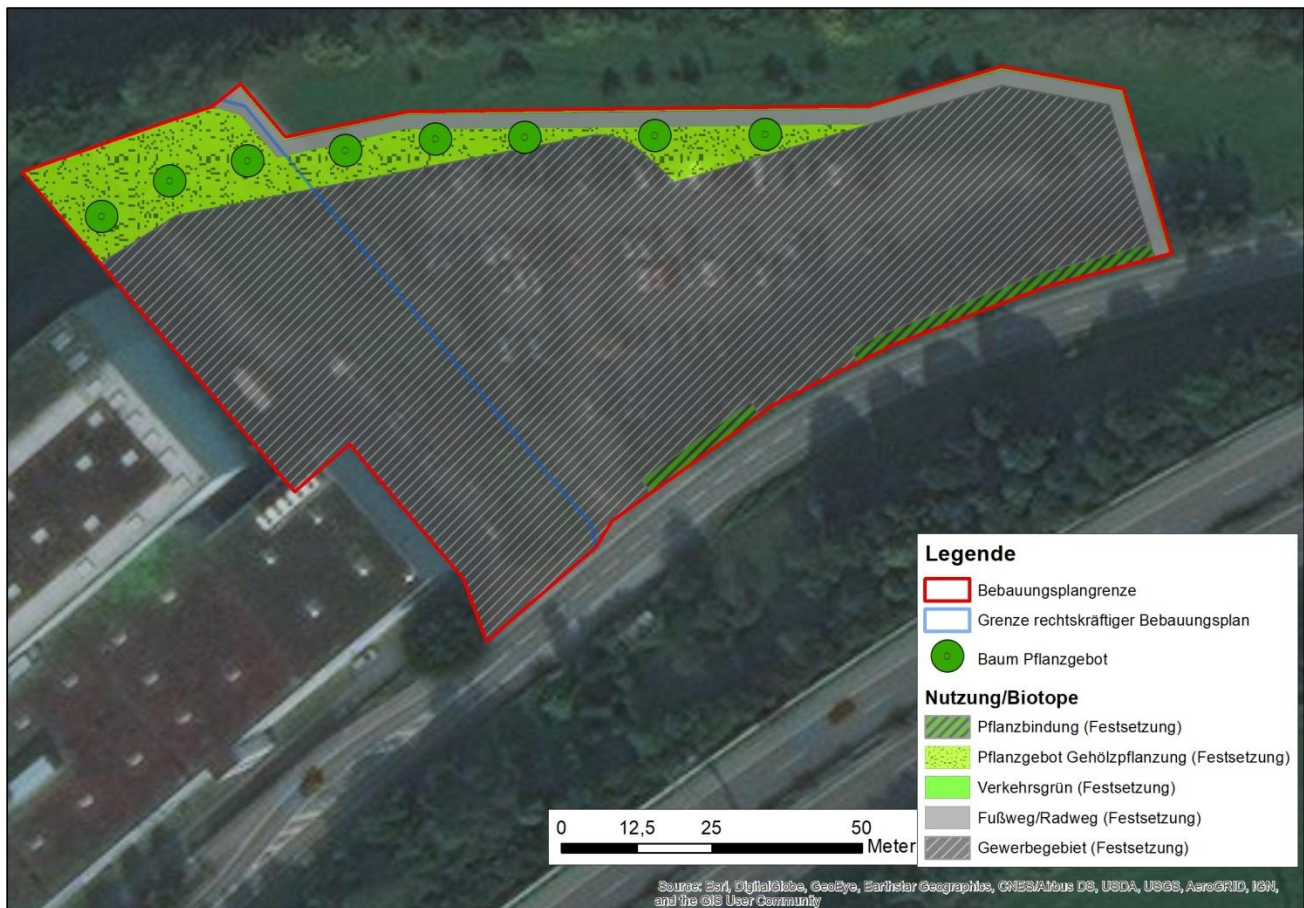 Legende
Bebauungsplangrenze
Grenze rechtskräftiger Bebauungsplan
Baum Pflanzgebot
Nutzung/Biotope
Pflanzbindung (Festsetzung)
Pflanzgebot Gehölzpflanzung (Festsetzung)
Verkehrsgrün (Festsetzung)
Fußweg/Radweg (Festsetzung)
Gewerbegebiet (Festsetzung)
0 12,5 25 50
Meter
Source: Esri, DigitalGlobe, GeoEye, Earthstar Geographics, CNES/Airbus DS, USDA, USGS, AeroGRID, IGN,
and the GIS User Community